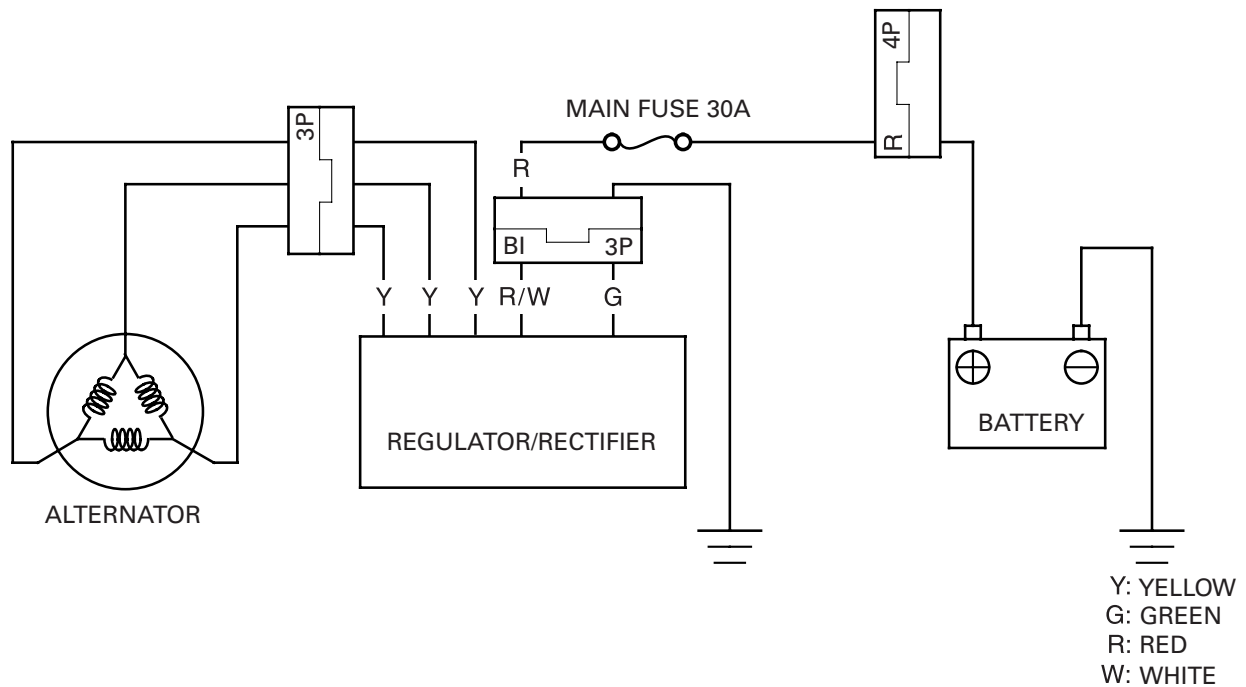 4P
R
MAIN FUSE 30A
3P
R
BI 3P
Y Y Y R/W G
REGULATOR/RECTIFIER
BATTERY
ALTERNATOR
Y: YELLOW
G: GREEN
R: RED
W: WHITE